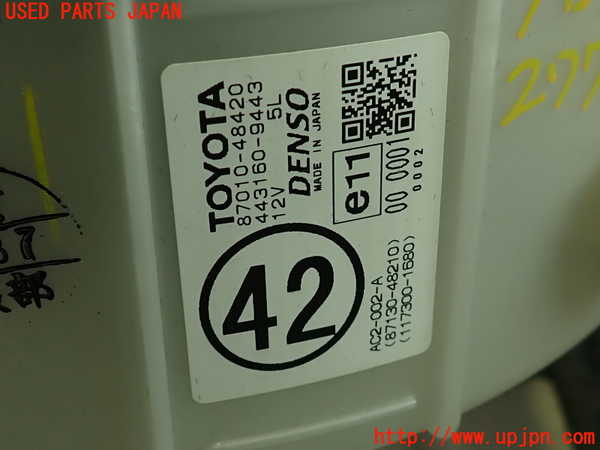 USED PARTS JAPAN
TOYOTA
87010-48420
443160-9443
12V 5L
DENSO
MADE IN JAPAN
e11
00 0001
0002
42
AC2-002-A
(87130-48210)
(117300-1680)
http://www.upjpn.com